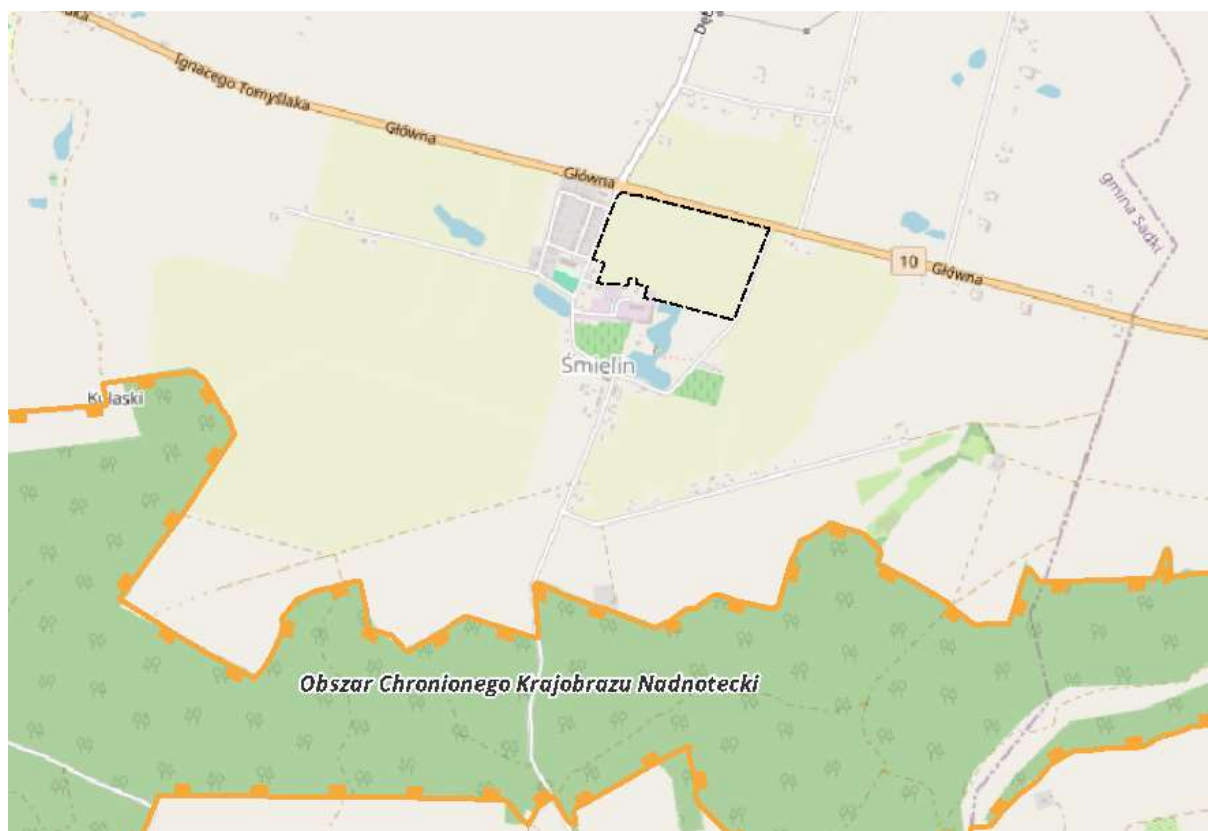 Ignacego Tomyślaka
Główna
Główna
gmina Sadki
10
Główna
Śmielin
Kulaski
Obszar Chronionego Krajobrazu Nadnotecki